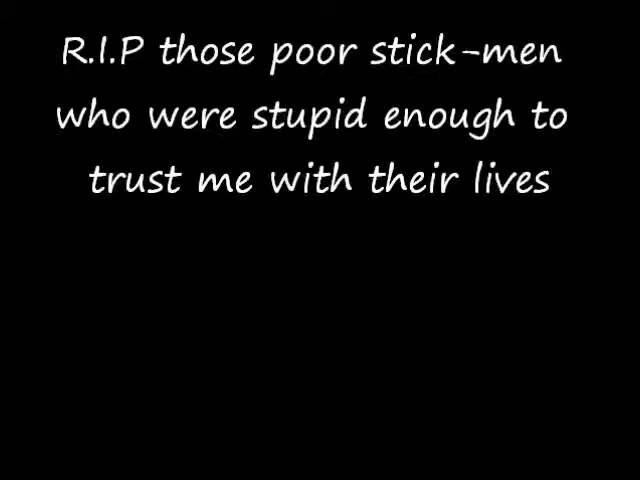 R.I.P those poor stick-men
who were stupid enough to
trust me with their lives